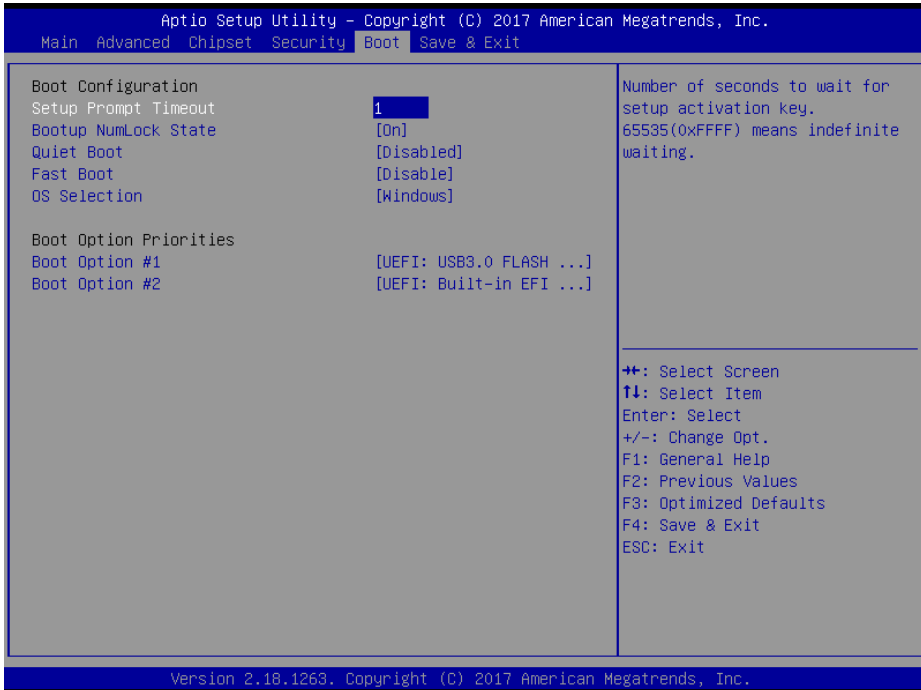 Aptio Setup Utility – Copyright (C) 2017 American Megatrends, Inc.
Main Advanced Chipset Security Boot Save & Exit
Boot Configuration
Setup Prompt Timeout 1
Bootup NumLock State [On]
Quiet Boot [Disabled]
Fast Boot [Disable]
OS Selection [Windows]
Boot Option Priorities
Boot Option #1 [UEFI: USB3.0 FLASH ...]
Boot Option #2 [UEFI: Built-in EFI ...]
Number of seconds to wait for
setup activation key.
65535(0xFFFF) means indefinite
waiting.
→←: Select Screen
↑↓: Select Item
Enter: Select
+/-: Change Opt.
F1: General Help
F2: Previous Values
F3: Optimized Defaults
F4: Save & Exit
ESC: Exit
Version 2.18.1263. Copyright (C) 2017 American Megatrends, Inc.